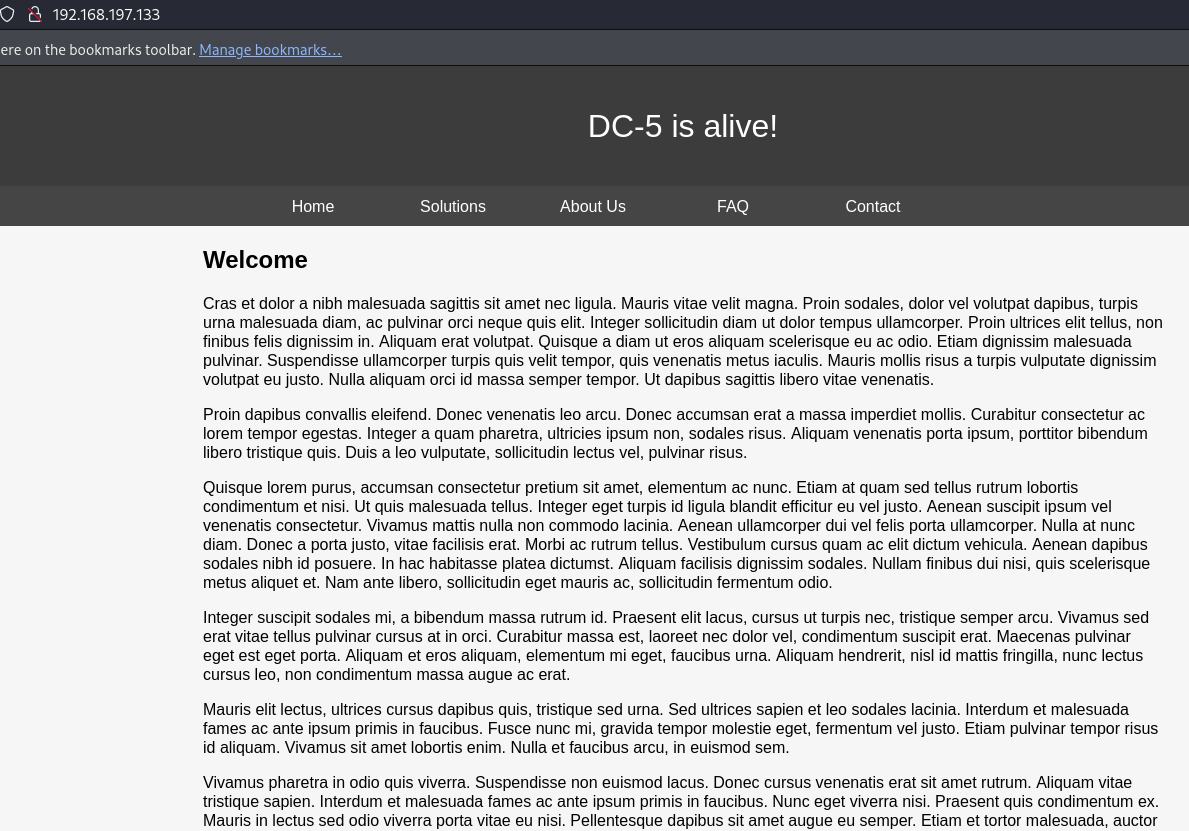 192.168.197.133
ere on the bookmarks toolbar. Manage bookmarks…
DC-5 is alive!
Home Solutions About Us FAQ Contact
Welcome
Cras et dolor a nibh malesuada sagittis sit amet nec ligula. Mauris vitae velit magna. Proin sodales, dolor vel volutpat dapibus, turpis
urna malesuada diam, ac pulvinar orci neque quis elit. Integer sollicitudin diam ut dolor tempus ullamcorper. Proin ultrices elit tellus, non
finibus felis dignissim in. Aliquam erat volutpat. Quisque a diam ut eros aliquam scelerisque eu ac odio. Etiam dignissim malesuada
pulvinar. Suspendisse ullamcorper turpis quis velit tempor, quis venenatis metus iaculis. Mauris mollis risus a turpis vulputate dignissim
volutpat eu justo. Nulla aliquam orci id massa semper tempor. Ut dapibus sagittis libero vitae venenatis.
Proin dapibus convallis eleifend. Donec venenatis leo arcu. Donec accumsan erat a massa imperdiet mollis. Curabitur consectetur ac
lorem tempor egestas. Integer a quam pharetra, ultricies ipsum non, sodales risus. Aliquam venenatis porta ipsum, porttitor bibendum
libero tristique quis. Duis a leo vulputate, sollicitudin lectus vel, pulvinar risus.
Quisque lorem purus, accumsan consectetur pretium sit amet, elementum ac nunc. Etiam at quam sed tellus rutrum lobortis
condimentum et nisi. Ut quis malesuada tellus. Integer eget turpis id ligula blandit efficitur eu vel justo. Aenean suscipit ipsum vel
venenatis consectetur. Vivamus mattis nulla non commodo lacinia. Aenean ullamcorper dui vel felis porta ullamcorper. Nulla at nunc
diam. Donec a porta justo, vitae facilisis erat. Morbi ac rutrum tellus. Vestibulum cursus quam ac elit dictum vehicula. Aenean dapibus
sodales nibh id posuere. In hac habitasse platea dictumst. Aliquam facilisis dignissim sodales. Nullam finibus dui nisi, quis scelerisque
metus aliquet et. Nam ante libero, sollicitudin eget mauris ac, sollicitudin fermentum odio.
Integer suscipit sodales mi, a bibendum massa rutrum id. Praesent elit lacus, cursus ut turpis nec, tristique semper arcu. Vivamus sed
erat vitae tellus pulvinar cursus at in orci. Curabitur massa est, laoreet nec dolor vel, condimentum suscipit erat. Maecenas pulvinar
eget est eget porta. Aliquam et eros aliquam, elementum mi eget, faucibus urna. Aliquam hendrerit, nisl id mattis fringilla, nunc lectus
cursus leo, non condimentum massa augue ac erat.
Mauris elit lectus, ultrices cursus dapibus quis, tristique sed urna. Sed ultrices sapien et leo sodales lacinia. Interdum et malesuada
fames ac ante ipsum primis in faucibus. Fusce nunc mi, gravida tempor molestie eget, fermentum vel justo. Etiam pulvinar tempor risus
id aliquam. Vivamus sit amet lobortis enim. Nulla et faucibus arcu, in euismod sem.
Vivamus pharetra in odio quis viverra. Suspendisse non euismod lacus. Donec cursus venenatis erat sit amet rutrum. Aliquam vitae
tristique sapien. Interdum et malesuada fames ac ante ipsum primis in faucibus. Nunc eget viverra nisi. Praesent quis condimentum ex.
Mauris in lectus sed odio viverra porta vitae eu nisi. Pellentesque dapibus sit amet augue eu semper. Etiam et tortor malesuada, auctor